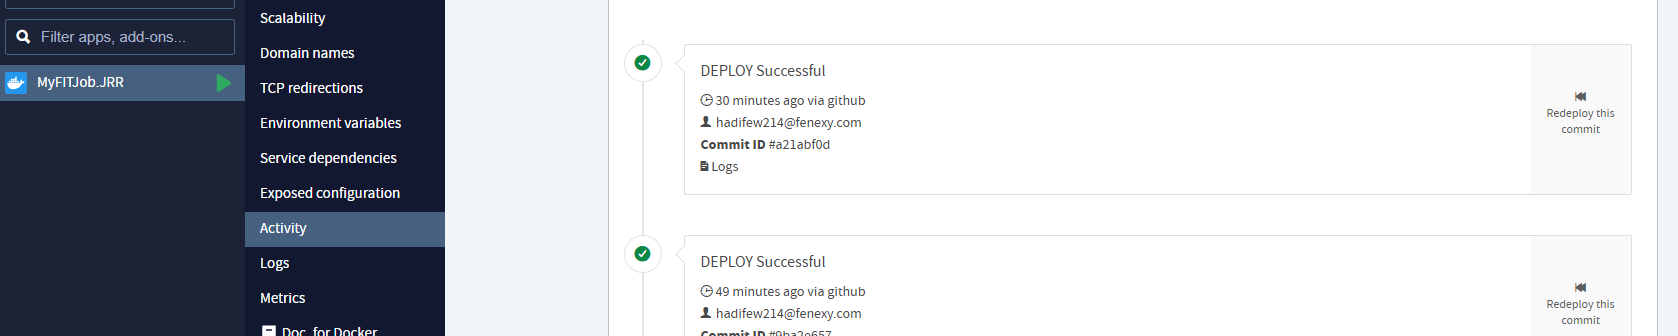 Filter apps, add-ons...
MyFITJob.JRR
Scalability
Domain names
TCP redirections
Environment variables
Service dependencies
Exposed configuration
Activity
Logs
Metrics
Doc. for Docker
DEPLOY Successful
30 minutes ago via github
hadifew214@fenexy.com
Commit ID #a21abf0d
Logs
Redeploy this
commit
DEPLOY Successful
49 minutes ago via github
hadifew214@fenexy.com
Commit ID #9ba2e657
Redeploy this
commit